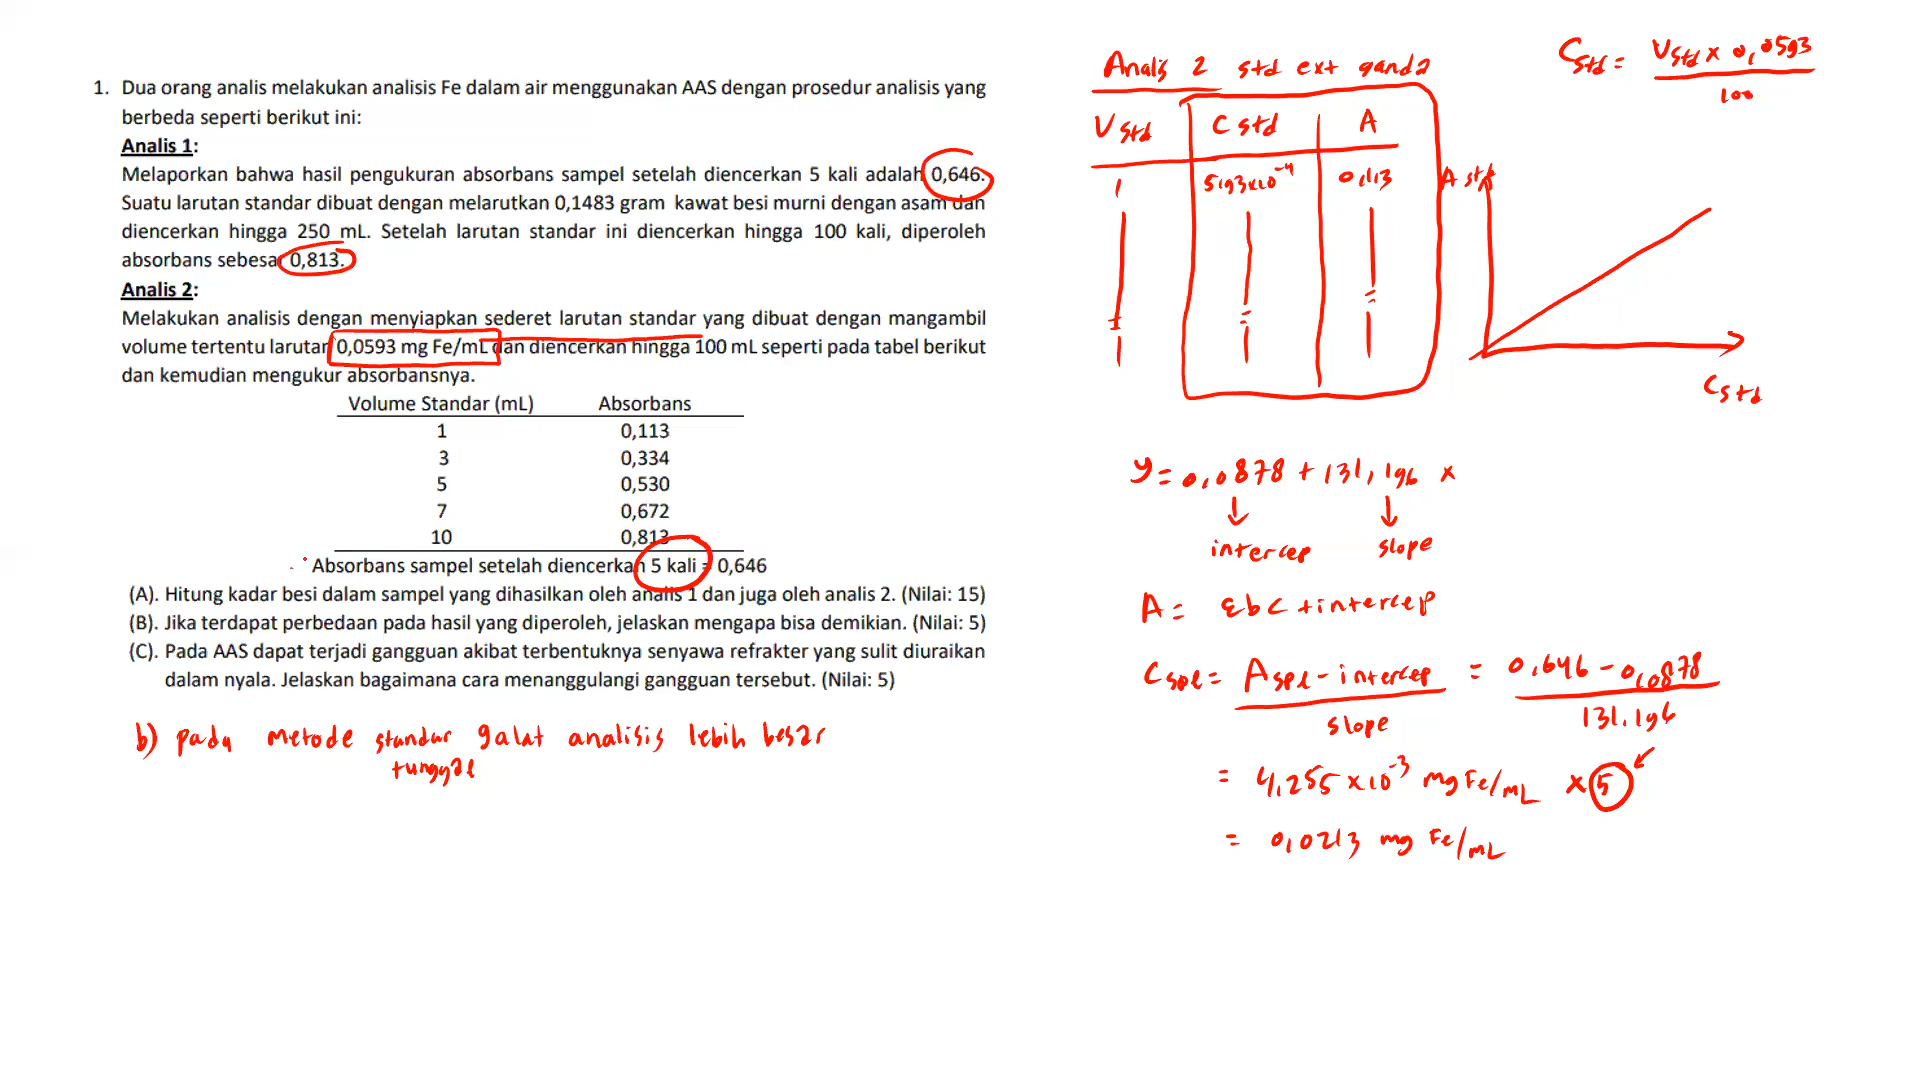 1. Dua orang analis melakukan analisis Fe dalam air menggunakan AAS dengan prosedur analisis yang
berbeda seperti berikut ini:
Analis 1:
Melaporkan bahwa hasil pengukuran absorbans sampel setelah diencerkan 5 kali adalah 0,646.
Suatu larutan standar dibuat dengan melarutkan 0,1483 gram kawat besi murni dengan asam dan
diencerkan hingga 250 mL. Setelah larutan standar ini diencerkan hingga 100 kali, diperoleh
absorbans sebesa 0,813.
Analis 2:
Melakukan analisis dengan menyiapkan sederet larutan standar yang dibuat dengan mangambil
volume tertentu larutan 0,0593 mg Fe/mL dan diencerkan hingga 100 mL seperti pada tabel berikut
dan kemudian mengukur absorbansnya.
Volume Standar (mL) Absorbans
1 0,113
3 0,334
5 0,530
7 0,672
10 0,813
Absorbans sampel setelah diencerkan 5 kali = 0,646
(A). Hitung kadar besi dalam sampel yang dihasilkan oleh analis 1 dan juga oleh analis 2. (Nilai: 15)
(B). Jika terdapat perbedaan pada hasil yang diperoleh, jelaskan mengapa bisa demikian. (Nilai: 5)
(C). Pada AAS dapat terjadi gangguan akibat terbentuknya senyawa refrakter yang sulit diuraikan
dalam nyala. Jelaskan bagaimana cara menanggulangi gangguan tersebut. (Nilai: 5)
b) pada metode standar galat analisis lebih besar
tunggal
Analis 2 std ext ganda
V std C std A
1 5,93x10⁻⁴ 0,113
Cstd = Vstd x 0,0593
100
A std
Cstd
y = 0,0878 + 131,196 x
intercep slope
A = εbc + intercep
Cspl = Aspl - intercep = 0,646 - 0,0878
slope 131,196
= 4,255 x 10⁻³ mg Fe/mL x 5
= 0,0213 mg Fe/mL